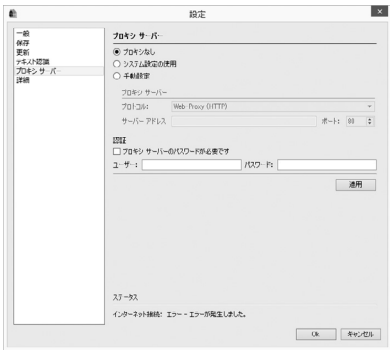 設定
一般
保存
更新
テキスト認識
プロキシ サーバー
詳細
プロキシ サーバー
プロキシなし
システム設定の使用
手動設定
プロキシ サーバー
プロトコル: Web Proxy (HTTP)
サーバー アドレス ポート: 80
認証
プロキシ サーバーのパスワードが必要です
ユーザー: パスワード:
適用
ステータス
インターネット接続: エラー - エラーが発生しました。
Ok キャンセル